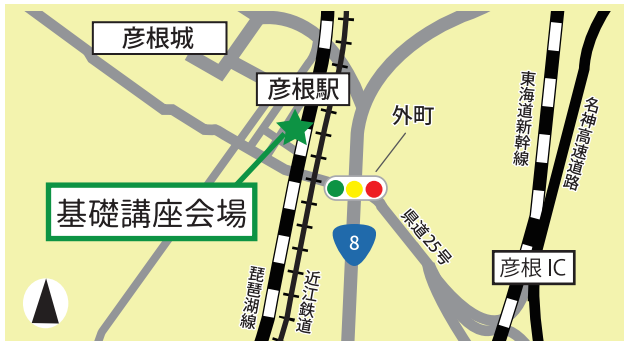 彦根城
彦根駅
外町
東海道新幹線
名神高速道路
基礎講座会場
8
県道25号
彦根 IC
琵琶湖線
近江鉄道